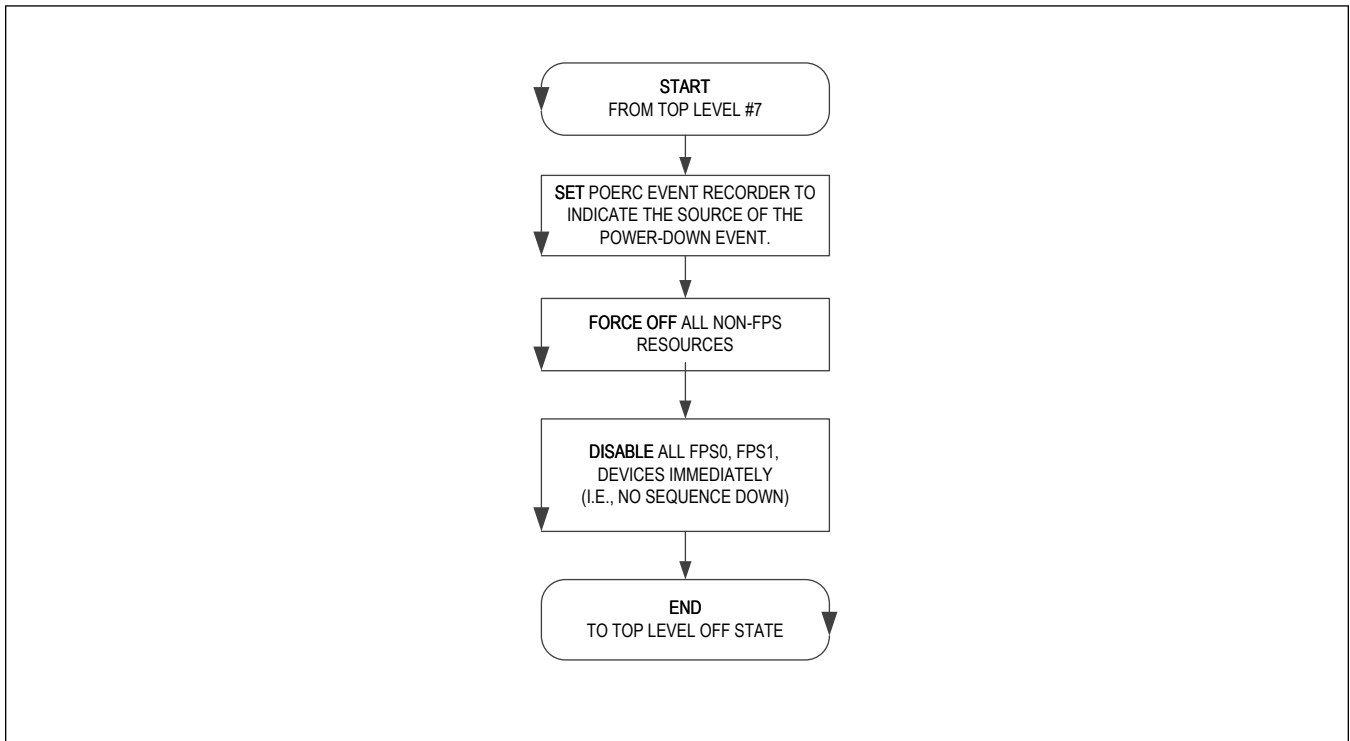 START
FROM TOP LEVEL #7
SET POERC EVENT RECORDER TO
INDICATE THE SOURCE OF THE
POWER-DOWN EVENT.
FORCE OFF ALL NON-FPS
RESOURCES
DISABLE ALL FPS0, FPS1,
DEVICES IMMEDIATELY
(I.E., NO SEQUENCE DOWN)
END
TO TOP LEVEL OFF STATE